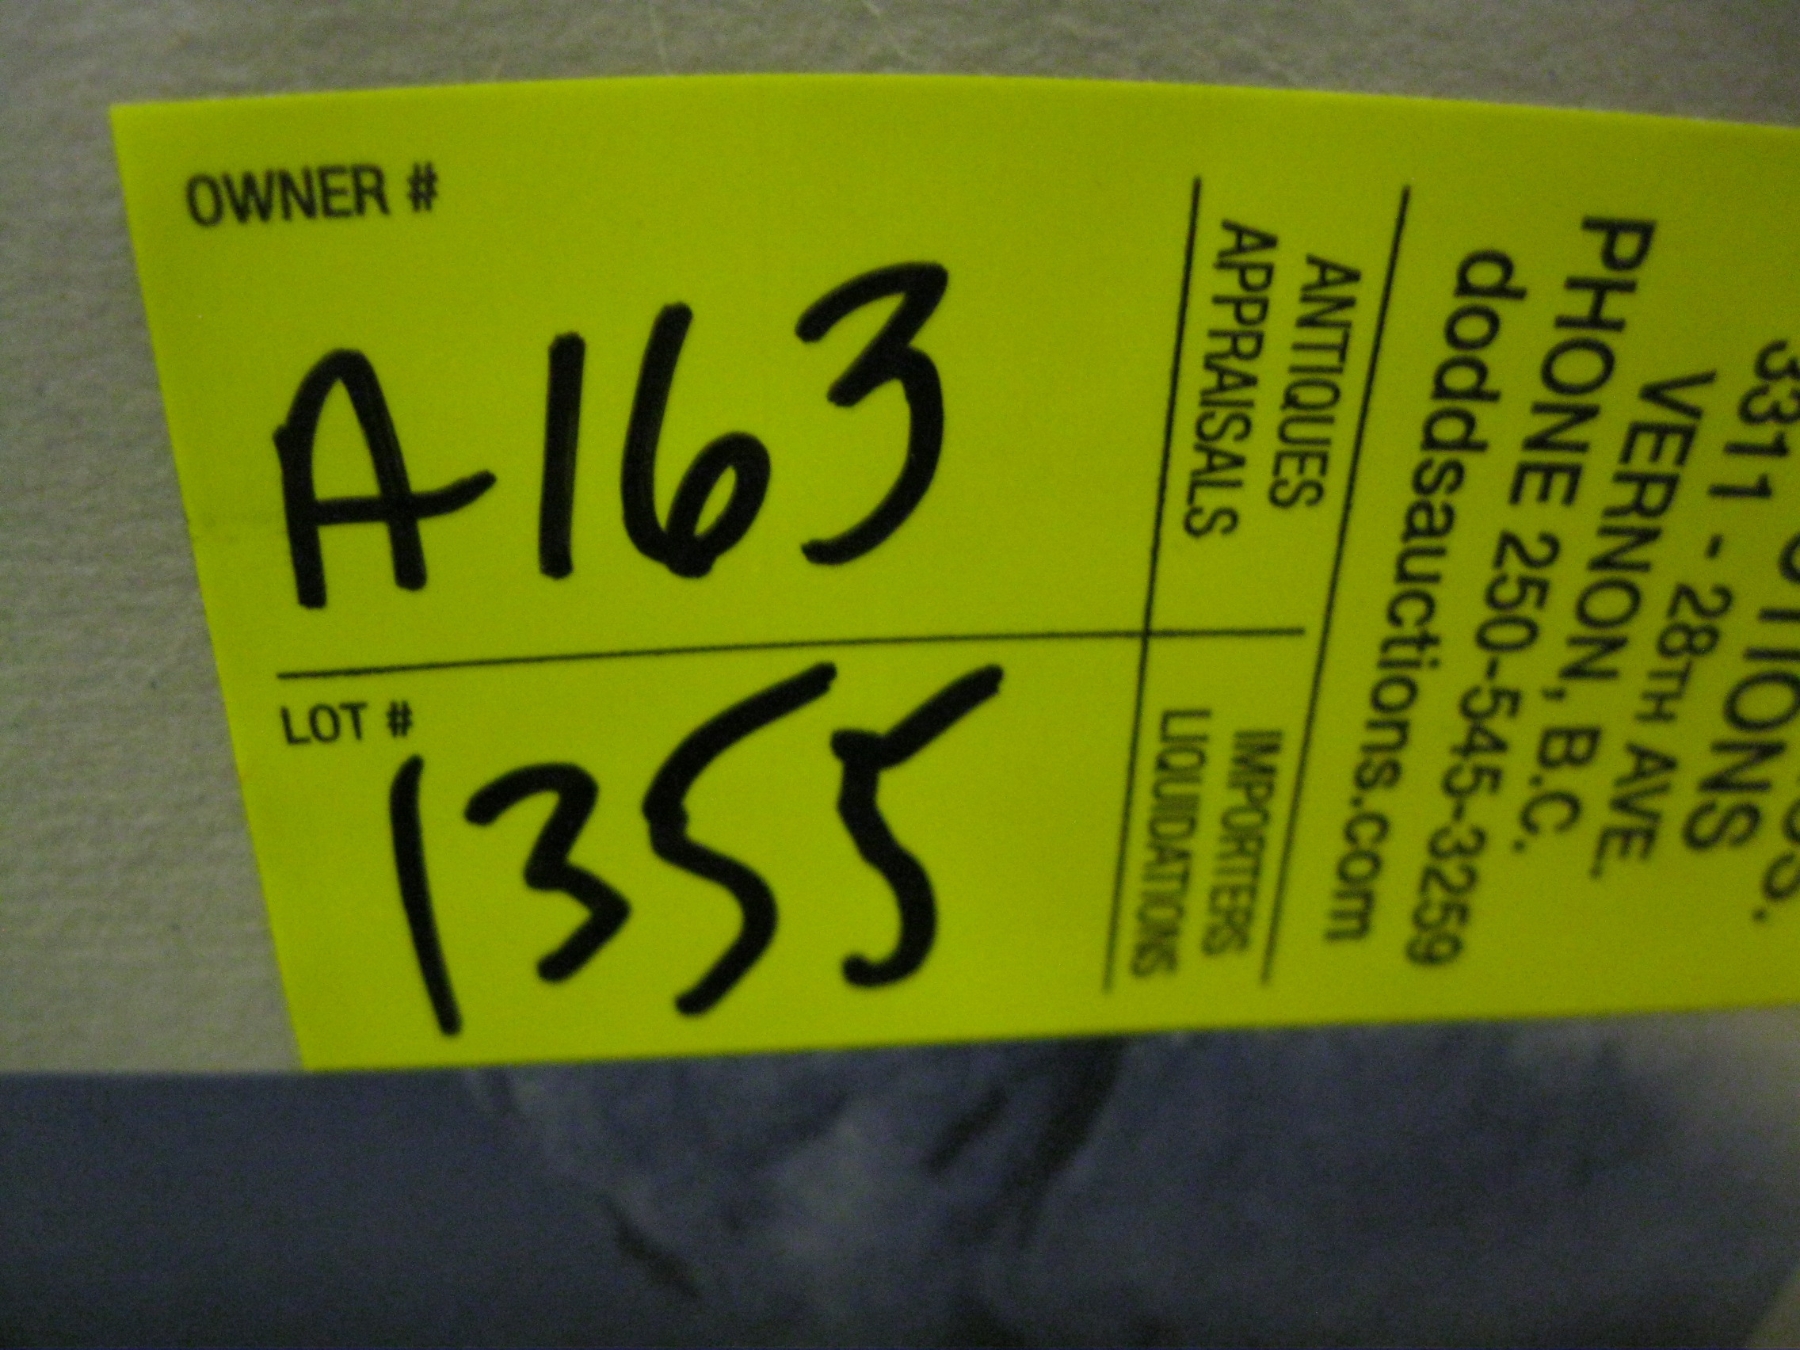 OWNER #
A163
LOT #
1355
ANTIQUES
APPRAISALS
IMPORTERS
LIQUIDATIONS
3311 - 28TH AVE.
VERNON, B.C.
PHONE 250-545-3259
doddsauctions.com